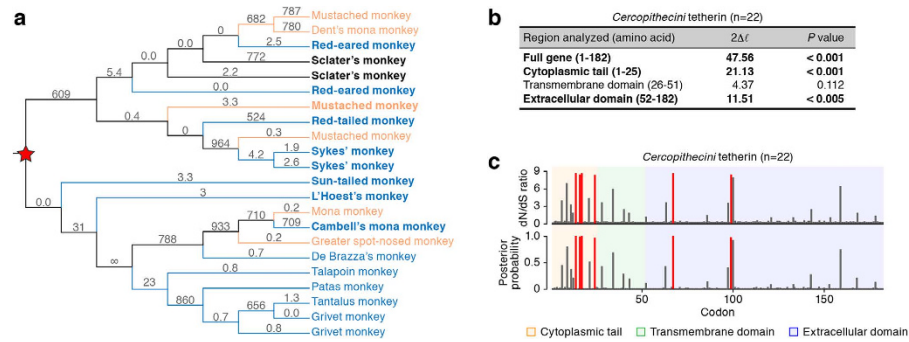 a
Mustached monkey
Dent's mona monkey
Red-eared monkey
Sclater's monkey
Sclater's monkey
Red-eared monkey
Mustached monkey
Red-tailed monkey
Mustached monkey
Sykes' monkey
Sykes' monkey
Sun-tailed monkey
L'Hoest's monkey
Mona monkey
Cambell's mona monkey
Greater spot-nosed monkey
De Brazza's monkey
Talapoin monkey
Patas monkey
Tantalus monkey
Grivet monkey
Grivet monkey
787
682
780
0
2.5
0.0
772
0.0
2.2
5.4
0.0
609
3.3
0.4
524
0
0.3
964
1.9
4.2
2.6
3.3
0.0
3
31
0.2
710
709
933
0.2
788
0.7
∞
0.8
23
860
1.3
656
0.0
0.7
0.8
b
Cercopithecini tetherin (n=22)
Region analyzed (amino acid) 2Δℓ P value
Full gene (1-182) 47.56 < 0.001
Cytoplasmic tail (1-25) 21.13 < 0.001
Transmembrane domain (26-51) 4.37 0.112
Extracellular domain (52-182) 11.51 < 0.005
c
Cercopithecini tetherin (n=22)
dN/dS ratio
9
6
3
0
Posterior
probability
1.0
0.5
0.0
50 100 150
Codon
Cytoplasmic tail Transmembrane domain Extracellular domain